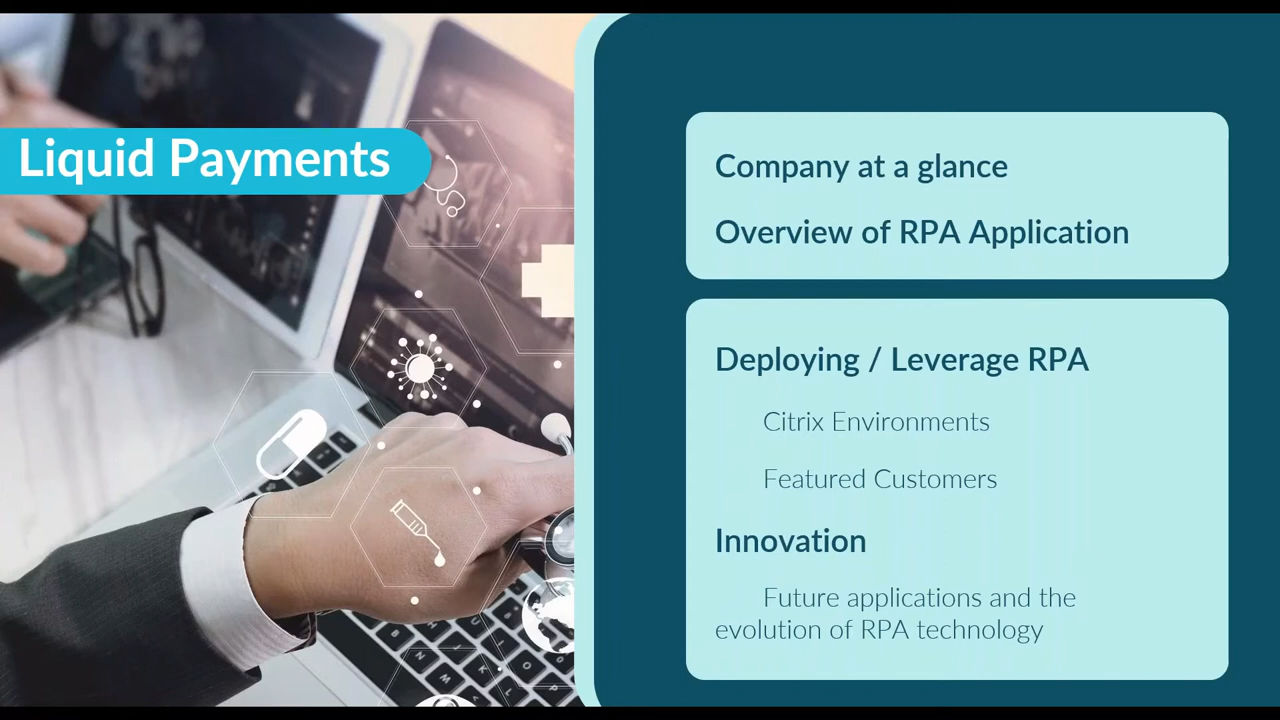 Liquid Payments
Company at a glance
Overview of RPA Application
Deploying / Leverage RPA
Citrix Environments
Featured Customers
Innovation
Future applications and the
evolution of RPA technology